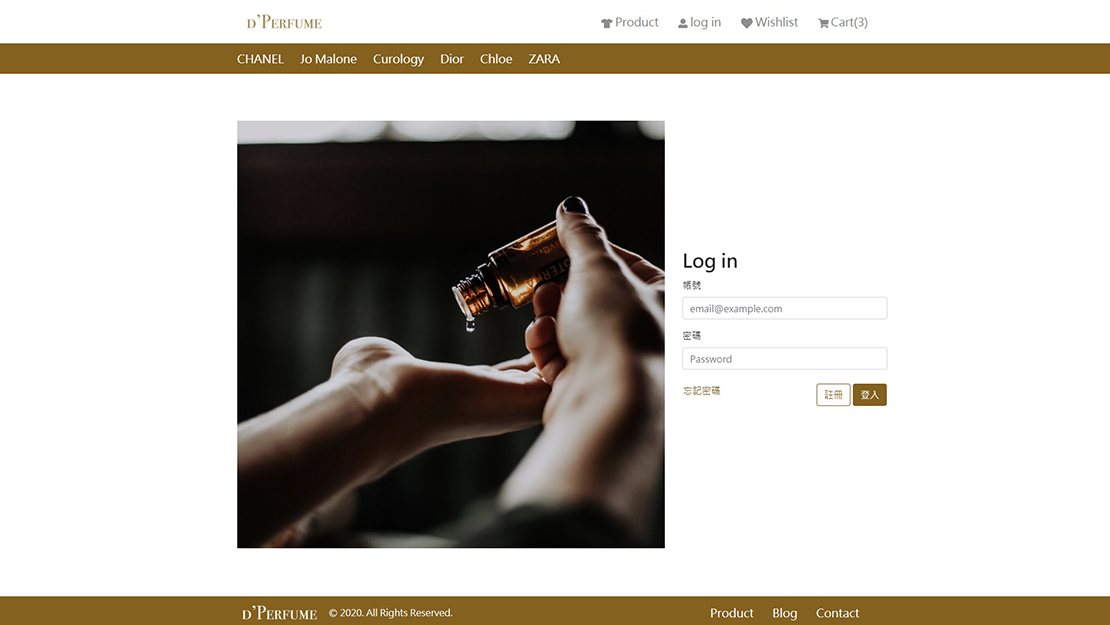 D'PERFUME
Product
log in
Wishlist
Cart(3)
CHANEL
Jo Malone
Curology
Dior
Chloe
ZARA
Log in
帳號
email@example.com
密碼
Password
忘記密碼
註冊
登入
D'PERFUME
© 2020. All Rights Reserved.
Product
Blog
Contact